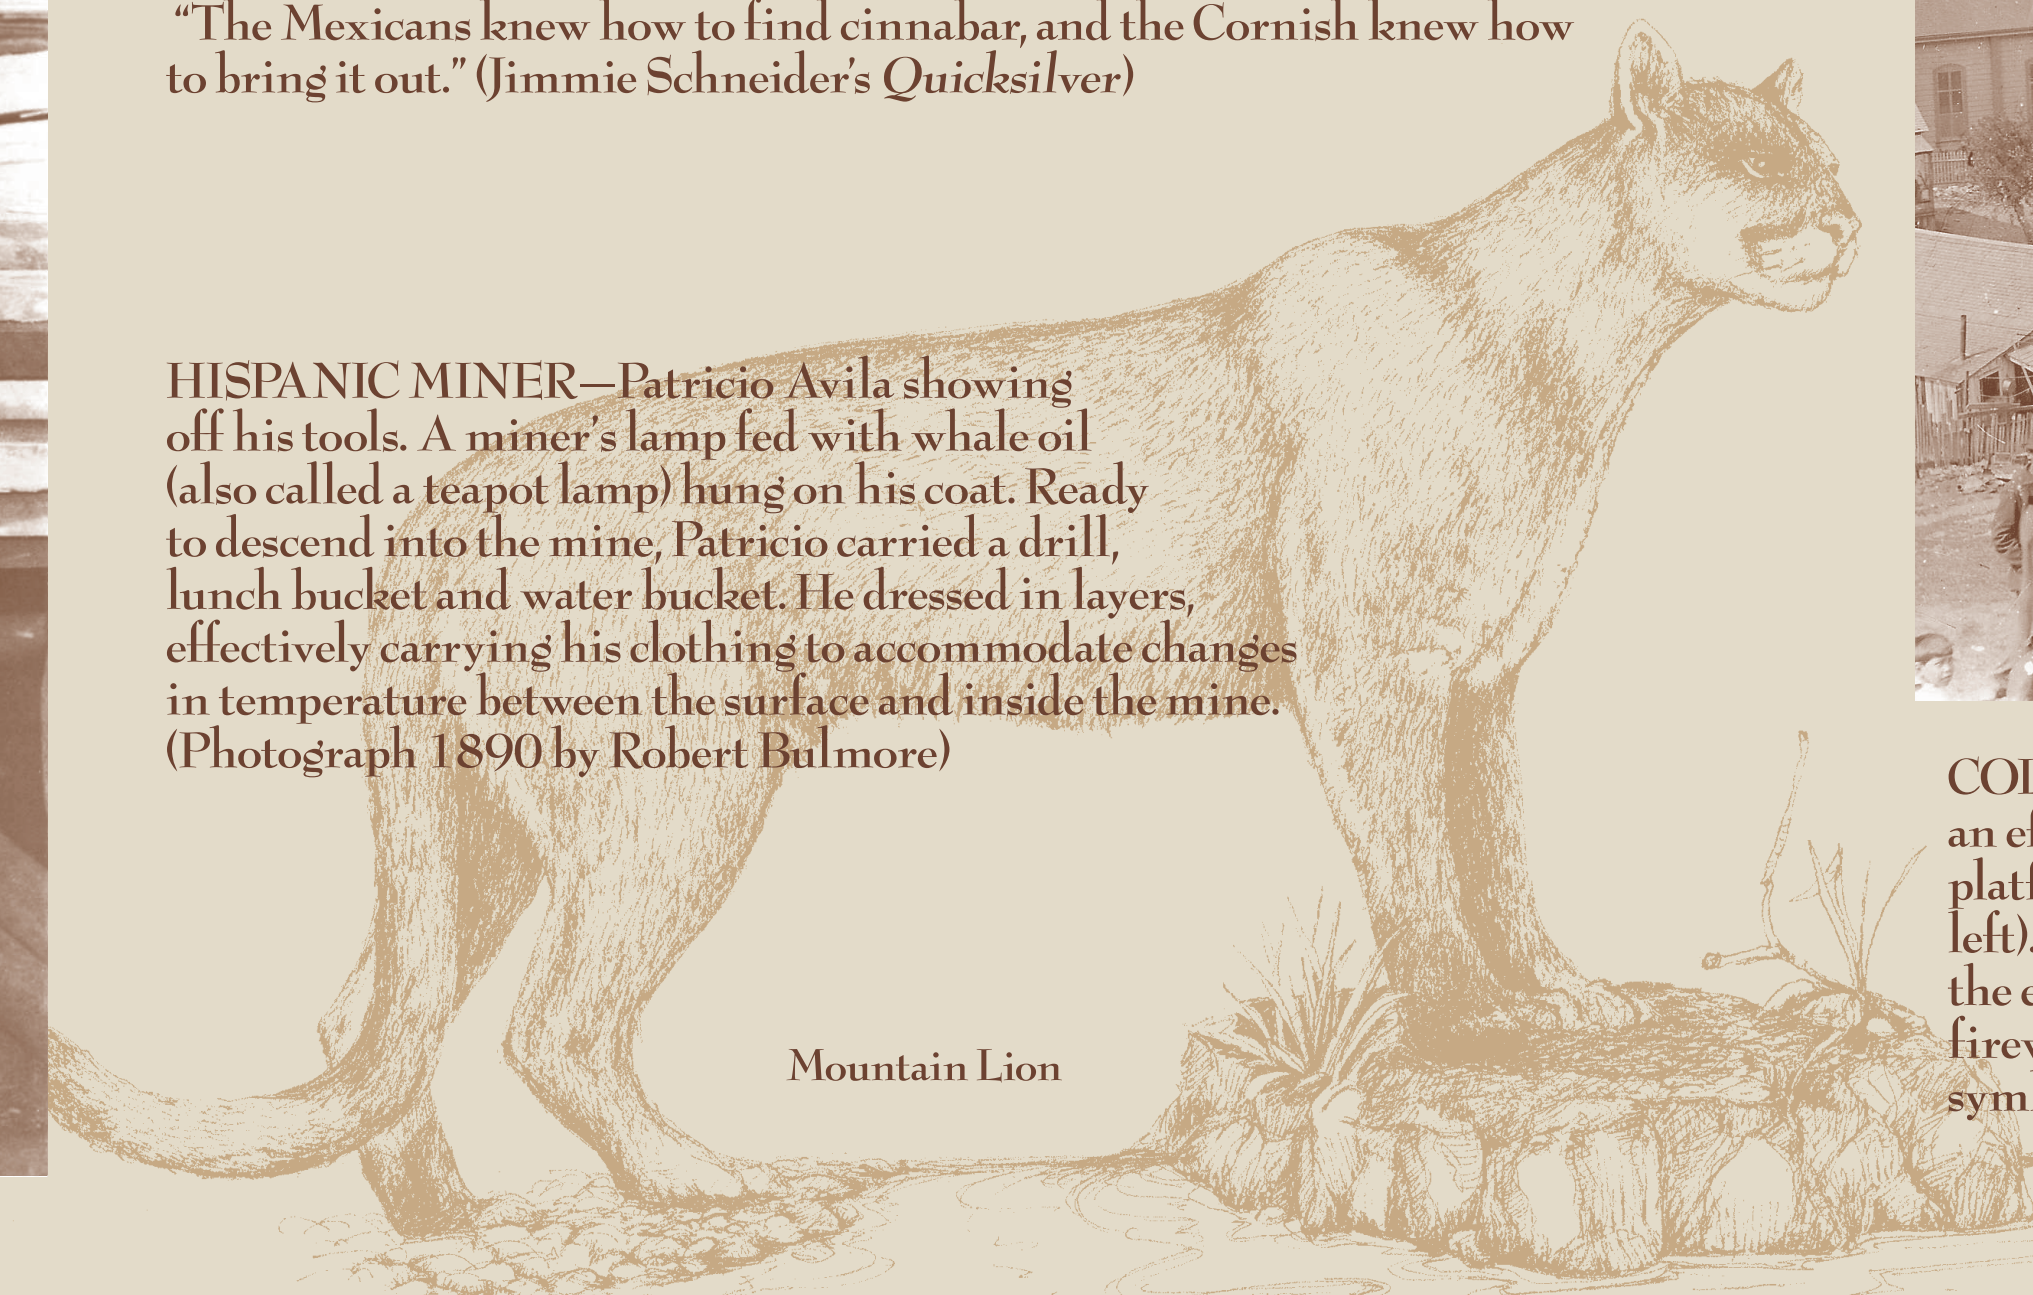 “The Mexicans knew how to find cinnabar, and the Cornish knew how
to bring it out.” (Jimmie Schneider’s Quicksilver)
HISPANIC MINER—Patricio Avila showing
off his tools. A miner’s lamp fed with whale oil
(also called a teapot lamp) hung on his coat. Ready
to descend into the mine, Patricio carried a drill,
lunch bucket and water bucket. He dressed in layers,
effectively carrying his clothing to accommodate changes
in temperature between the surface and inside the mine.
(Photograph 1890 by Robert Bulmore)
Mountain Lion
an
left).
the